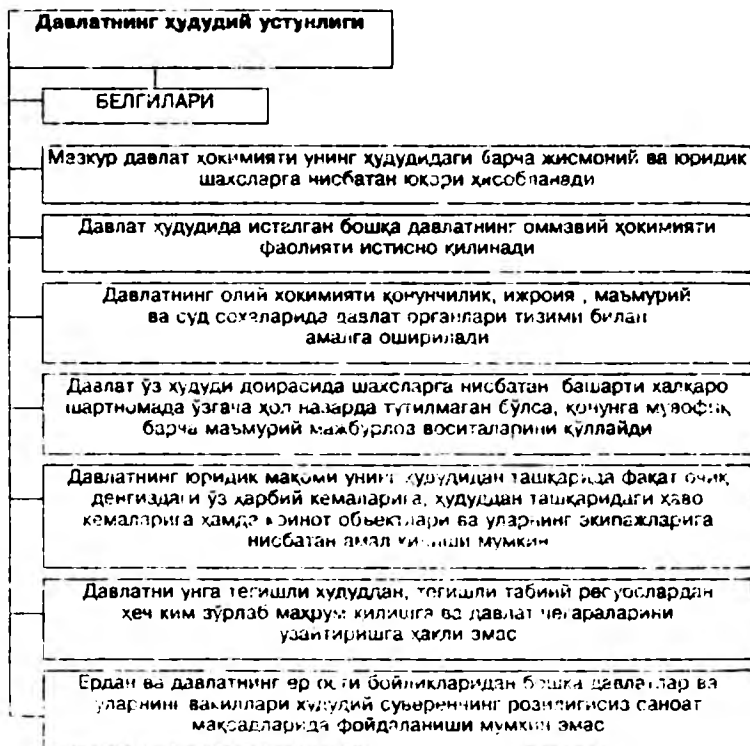 Давлатнинг ҳудудий устунлиги
БЕЛГИЛАРИ
Мазкур давлат ҳокимияти унинг ҳудудидаги барча жисмоний ва юридик
шахсларга нисбатан юқори ҳисобланади
Давлат ҳудудида исталган бошқа давлатнинг оммавий ҳокимияти
фаолияти истисно қилинади
Давлатнинг олий хокимияти қонунчилик, ижроия , маъмурий
ва суд сохаларида давлат органлари тизими билан
амалга оширилади
Давлат ўз ҳудуди доирасида шахсларга нисбатан башарти халқаро
шартномада ўзгача ҳол назарда тутилмаган бўлса, қонунга мувофиқ
барча маъмурий мажбурлов воситаларини қўллайди
Давлатнинг юридик мақоми унинг ҳудудидан ташқарида фақат очиқ
денгиздаги ўз ҳарбий кемаларига, ҳудуддан ташқаридаги ҳаво
кемаларига ҳамда коинот объектлари ва уларнинг экипажларига
нисбатан амал қилиши мумкин
Давлатни унга тегишли ҳудуддан, тегишли табиий ресурслардан
ҳеч ким зўрлаб маҳрум килишга ва давлат чегараларини
узайтиришга ҳақли эмас
Ердан ва давлатнинг ер ости бойликларидан бошка давлатлар ва
уларнинг вакиллари ҳудудий суvereннинг розилигисиз саноат
мақсадларида фойдаланиши мумкин эмас